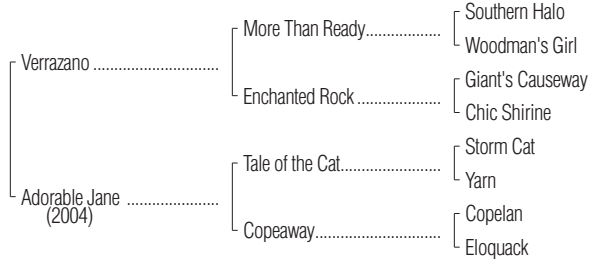 Southern Halo
More Than Ready..................
Woodman's Girl
Verrazano ..............................
Giant's Causeway
Enchanted Rock ....................
Chic Shirine
Storm Cat
Tale of the Cat........................
Yarn
Adorable Jane ......................
(2004)
Copelan
Copeaway..............................
Eloquack